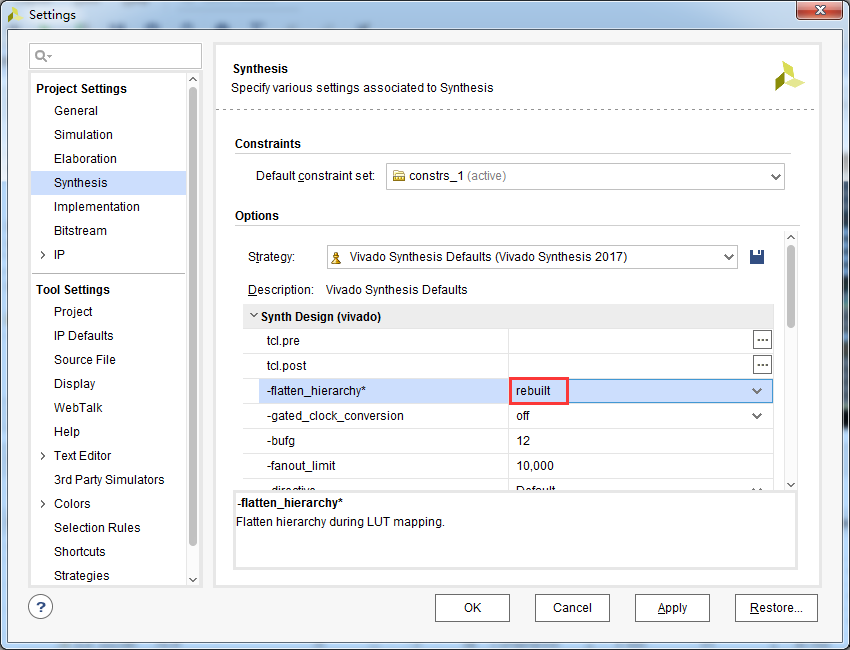 Settings
Project Settings
General
Simulation
Elaboration
Synthesis
Implementation
Bitstream
IP
Tool Settings
Project
IP Defaults
Source File
Display
WebTalk
Help
Text Editor
3rd Party Simulators
Colors
Selection Rules
Shortcuts
Strategies
Synthesis
Specify various settings associated to Synthesis
Constraints
Default constraint set: constrs_1 (active)
Options
Strategy: Vivado Synthesis Defaults (Vivado Synthesis 2017)
Description: Vivado Synthesis Defaults
Synth Design (vivado)
tcl.pre ...
tcl.post ...
-flatten_hierarchy* rebuilt
-gated_clock_conversion off
-bufg 12
-fanout_limit 10,000
-directive Default
-flatten_hierarchy*
Flatten hierarchy during LUT mapping.
? OK Cancel Apply Restore...